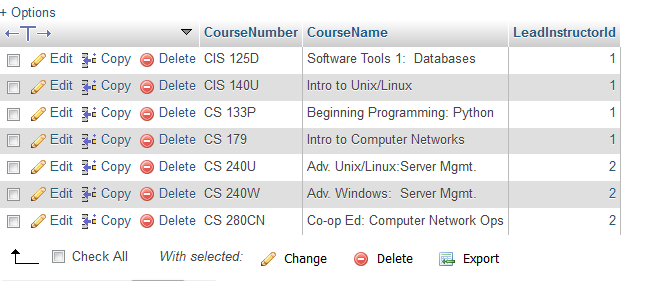 + Options
←T→ CourseNumber CourseName LeadInstructorId
Edit Copy Delete CIS 125D Software Tools 1: Databases 1
Edit Copy Delete CIS 140U Intro to Unix/Linux 1
Edit Copy Delete CS 133P Beginning Programming: Python 1
Edit Copy Delete CS 179 Intro to Computer Networks 1
Edit Copy Delete CS 240U Adv. Unix/Linux:Server Mgmt. 2
Edit Copy Delete CS 240W Adv. Windows: Server Mgmt. 2
Edit Copy Delete CS 280CN Co-op Ed: Computer Network Ops 2
Check All With selected: Change Delete Export